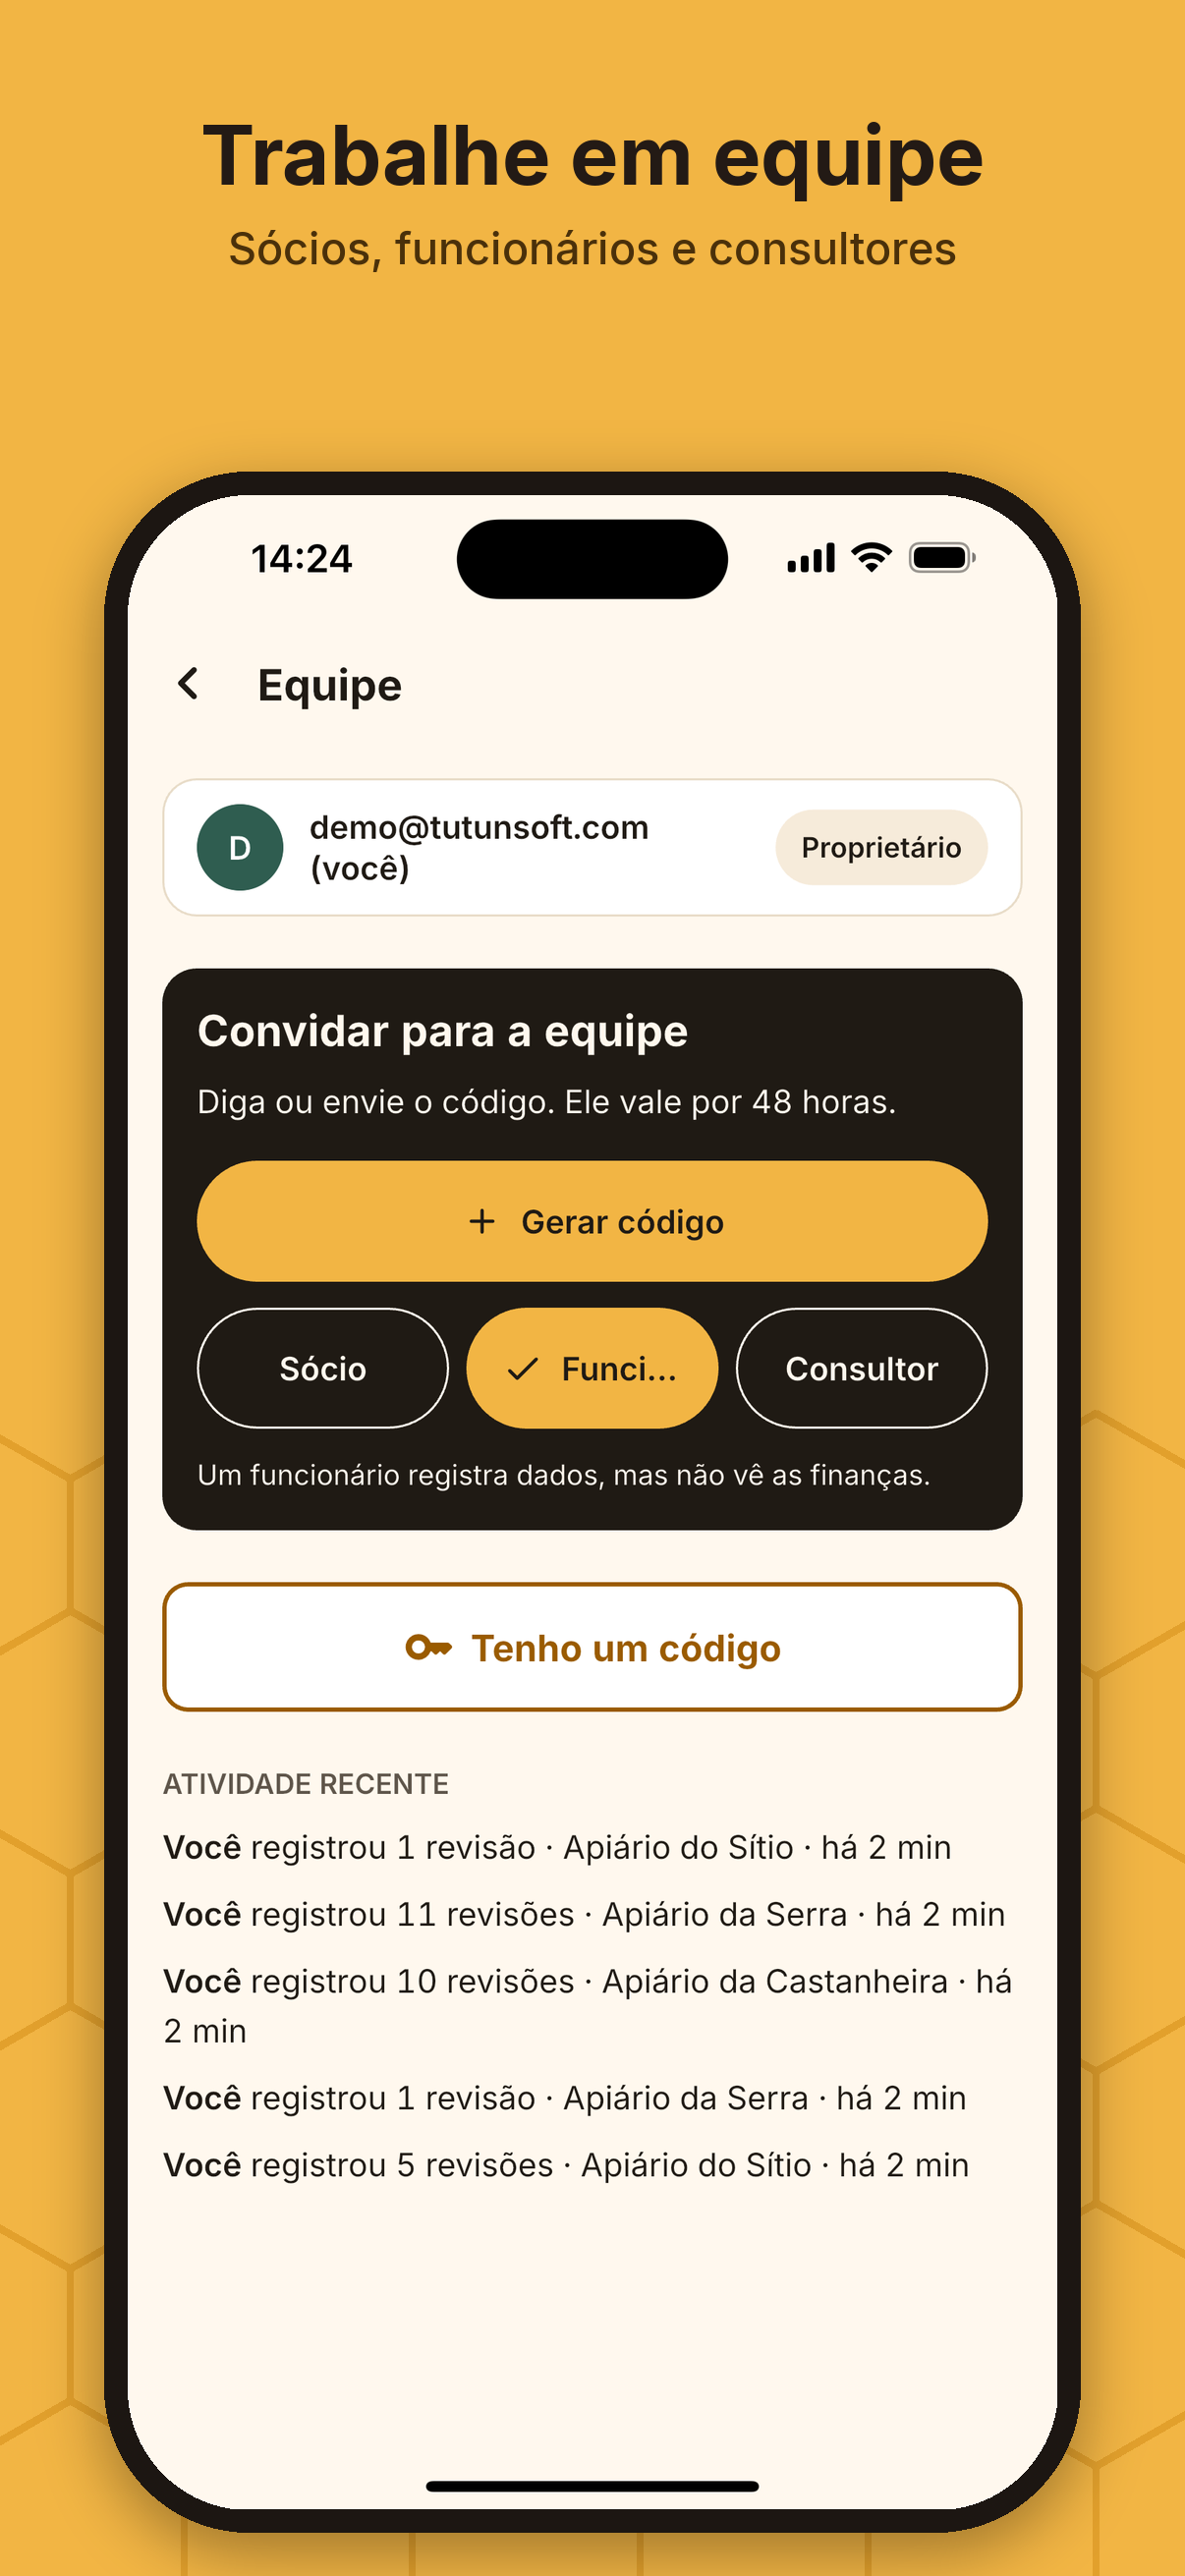 Trabalhe em equipe
Sócios, funcionários e consultores
14:24
Equipe
D
demo@tutunsoft.com
(você)
Proprietário
Convidar para a equipe
Diga ou envie o código. Ele vale por 48 horas.
+ Gerar código
Sócio
Funci...
Consultor
Um funcionário registra dados, mas não vê as finanças.
Tenho um código
ATIVIDADE RECENTE
Você registrou 1 revisão · Apiário do Sítio · há 2 min
Você registrou 11 revisões · Apiário da Serra · há 2 min
Você registrou 10 revisões · Apiário da Castanheira · há
2 min
Você registrou 1 revisão · Apiário da Serra · há 2 min
Você registrou 5 revisões · Apiário do Sítio · há 2 min